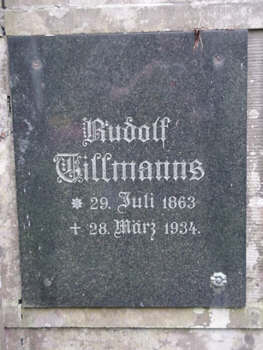 Rudolf
Tillmanns
* 29. Juli 1863
+ 28. März 1934.